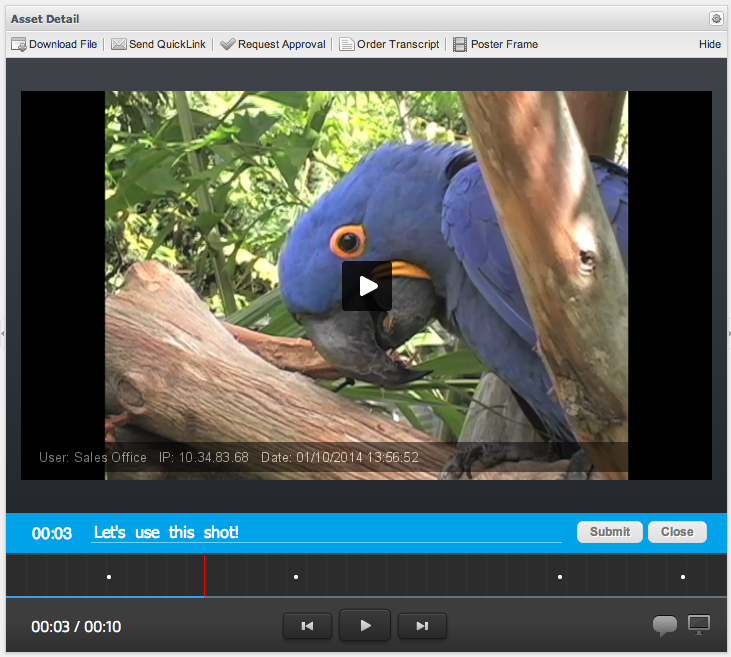 Asset Detail
Download File Send QuickLink Request Approval Order Transcript Poster Frame Hide
User: Sales Office IP: 10.34.83.68 Date: 01/10/2014 13:56:52
00:03 Let's use this shot! Submit Close
00:03 / 00:10